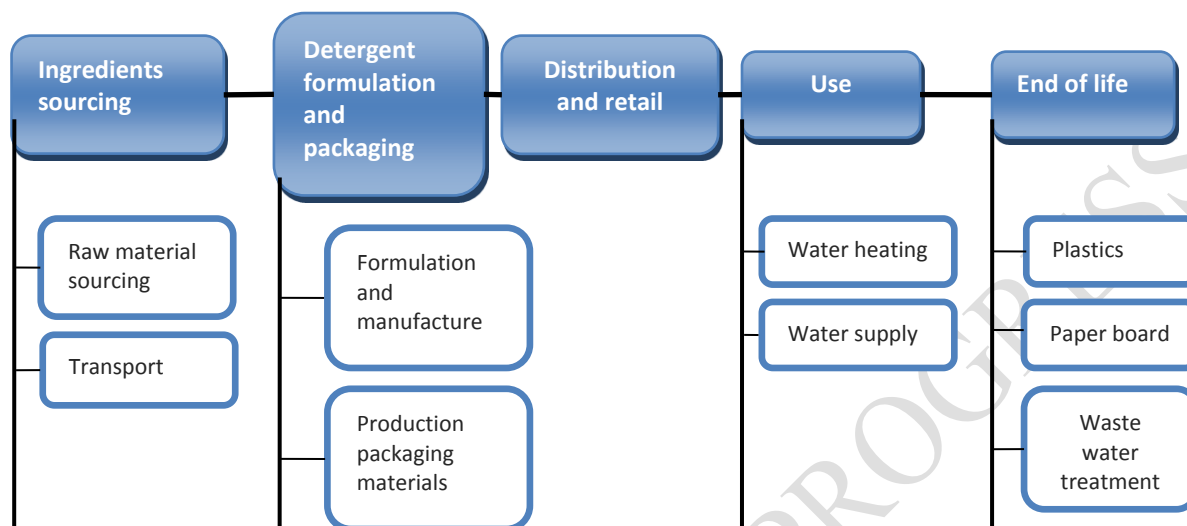 Ingredients
sourcing
Detergent
formulation
and
packaging
Distribution
and retail
Use
End of life
Raw material
sourcing
Transport
Formulation
and
manufacture
Production
packaging
materials
Water heating
Water supply
Plastics
Paper board
Waste
water
treatment
PROGRESS